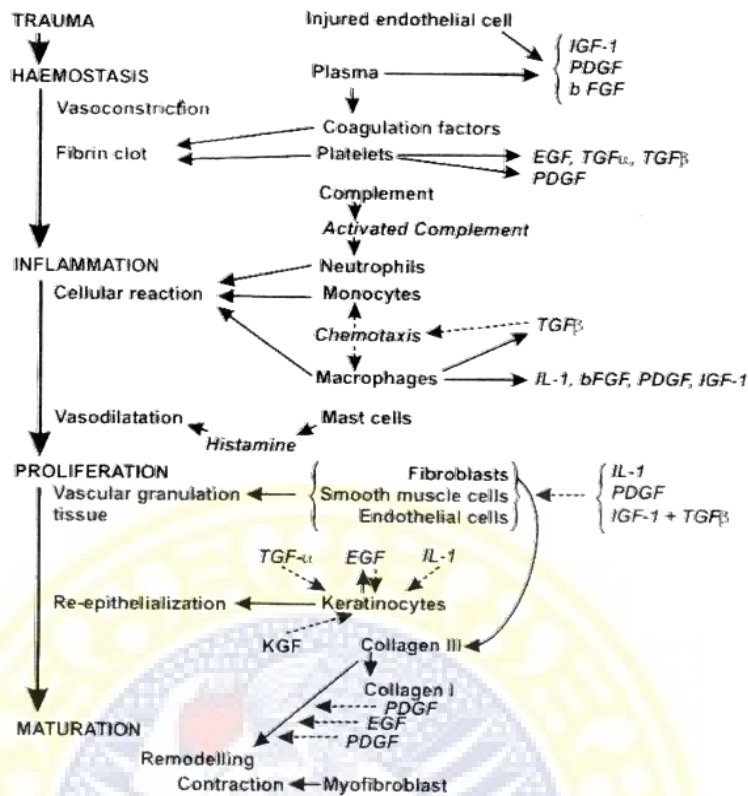 TRAUMA Injured endothelial cell
IGF-1
HAEMOSTASIS Plasma PDGF
b FGF
Vasoconstriction
Coagulation factors
Fibrin clot Platelets EGF, TGFα, TGFβ
PDGF
Complement
Activated Complement
INFLAMMATION Neutrophils
Cellular reaction Monocytes
Chemotaxis TGFβ
Macrophages IL-1, bFGF, PDGF, IGF-1
Vasodilatation Mast cells
Histamine
PROLIFERATION Fibroblasts IL-1
Vascular granulation Smooth muscle cells PDGF
tissue Endothelial cells IGF-1 + TGFβ
TGF-α EGF IL-1
Re-epithelialization Keratinocytes
KGF Collagen III
Collagen I
PDGF
MATURATION EGF
PDGF
Remodelling
Contraction Myofibroblast